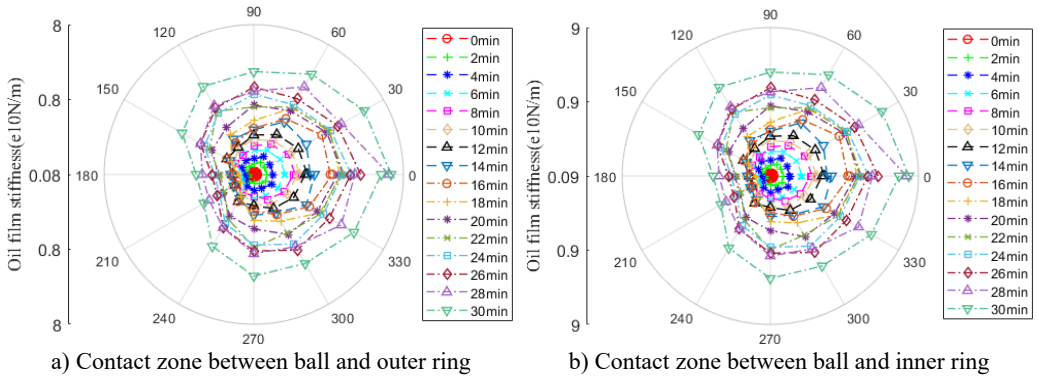 8
0.8
0.08
0.8
8
Oil film stiffness(e10N/m)
90
60
30
0
330
300
270
240
210
180
150
120
0min
2min
4min
6min
8min
10min
12min
14min
16min
18min
20min
22min
24min
26min
28min
30min
a) Contact zone between ball and outer ring
9
0.9
0.99
0.9
9
Oil film stiffness(e10N/m)
90
60
30
0
330
300
270
240
210
180
150
120
0min
2min
4min
6min
8min
10min
12min
14min
16min
18min
20min
22min
24min
26min
28min
30min
b) Contact zone between ball and inner ring